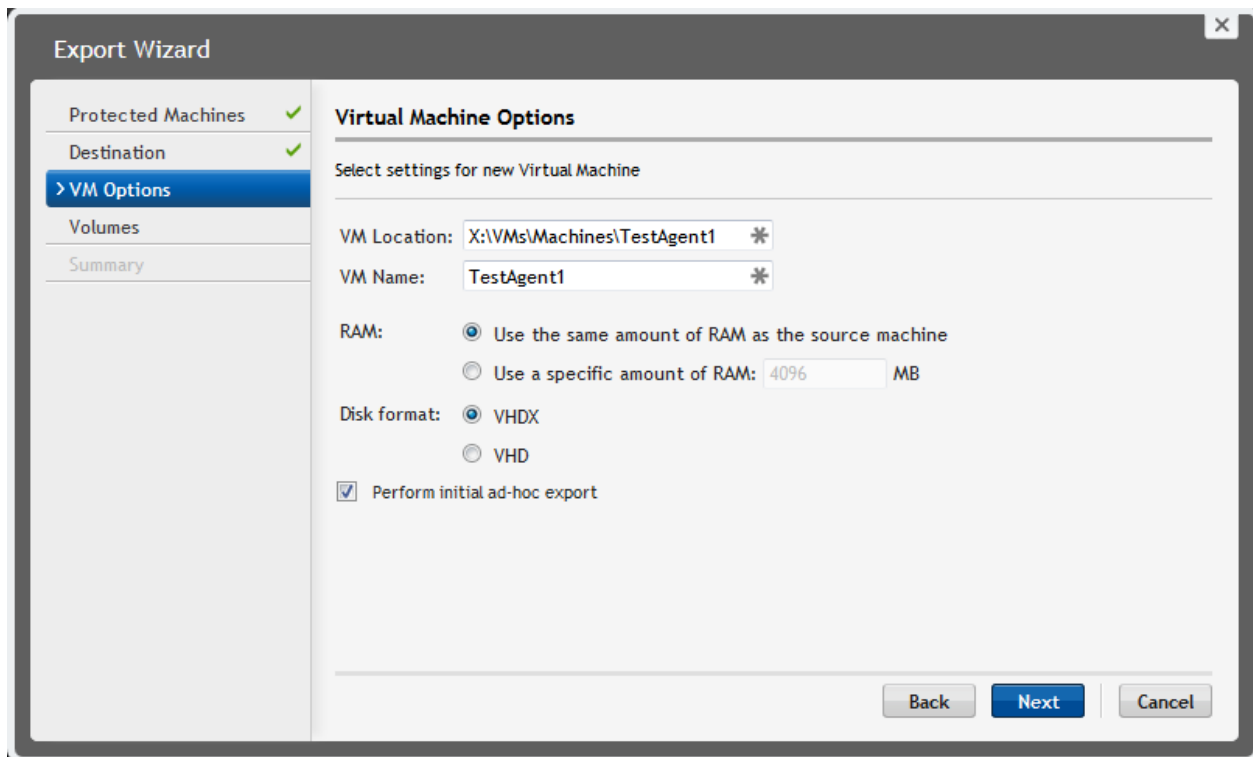 Export Wizard
Protected Machines
Destination
VM Options
Volumes
Summary
Virtual Machine Options
Select settings for new Virtual Machine
VM Location: X:\VMs\Machines\TestAgent1
VM Name: TestAgent1
RAM: Use the same amount of RAM as the source machine
Use a specific amount of RAM: 4096 MB
Disk format: VHDX
VHD
Perform initial ad-hoc export
Back Next Cancel